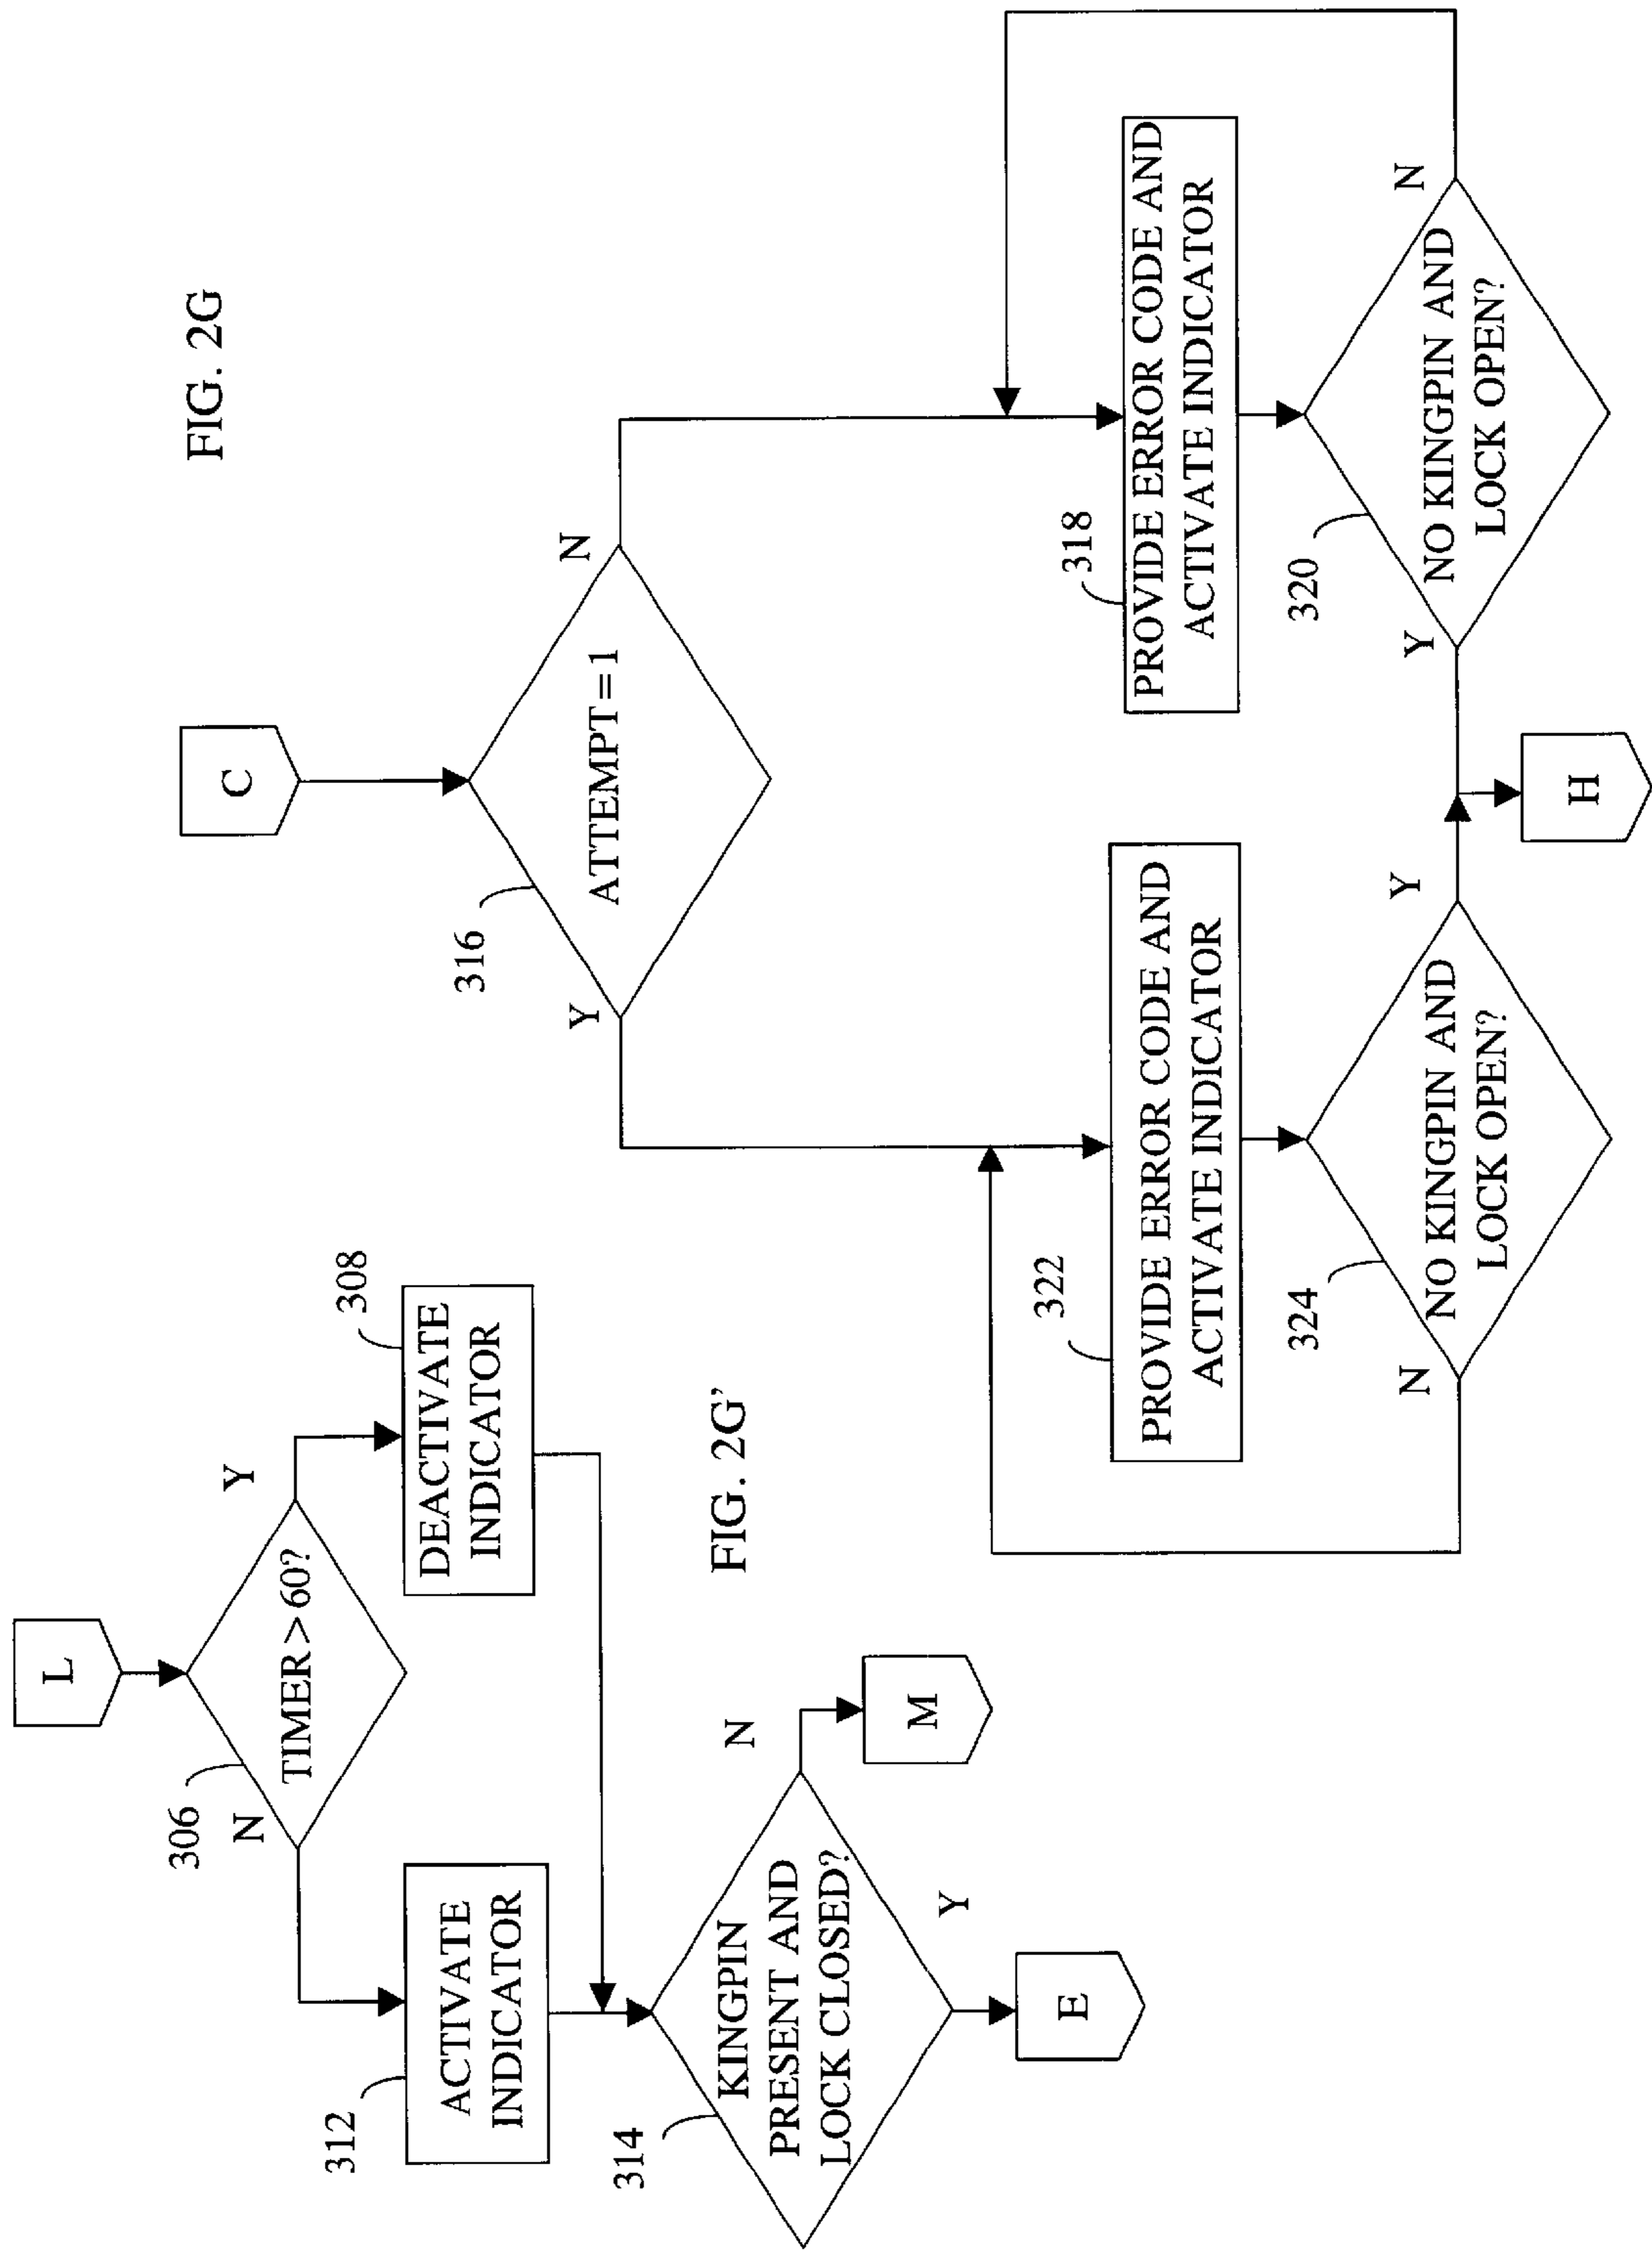 FIG. 2G
C
316
ATTEMPT=1
Y
N
322
PROVIDE ERROR CODE AND
ACTIVATE INDICATOR
318
PROVIDE ERROR CODE AND
ACTIVATE INDICATOR
324
NO KINGPIN AND
LOCK OPEN?
N
Y
320
NO KINGPIN AND
LOCK OPEN?
Y
N
H
L
306
TIMER>60?
N
Y
312
ACTIVATE
INDICATOR
308
DEACTIVATE
INDICATOR
314
KINGPIN
PRESENT AND
LOCK CLOSED?
N
Y
M
E
FIG. 2G’